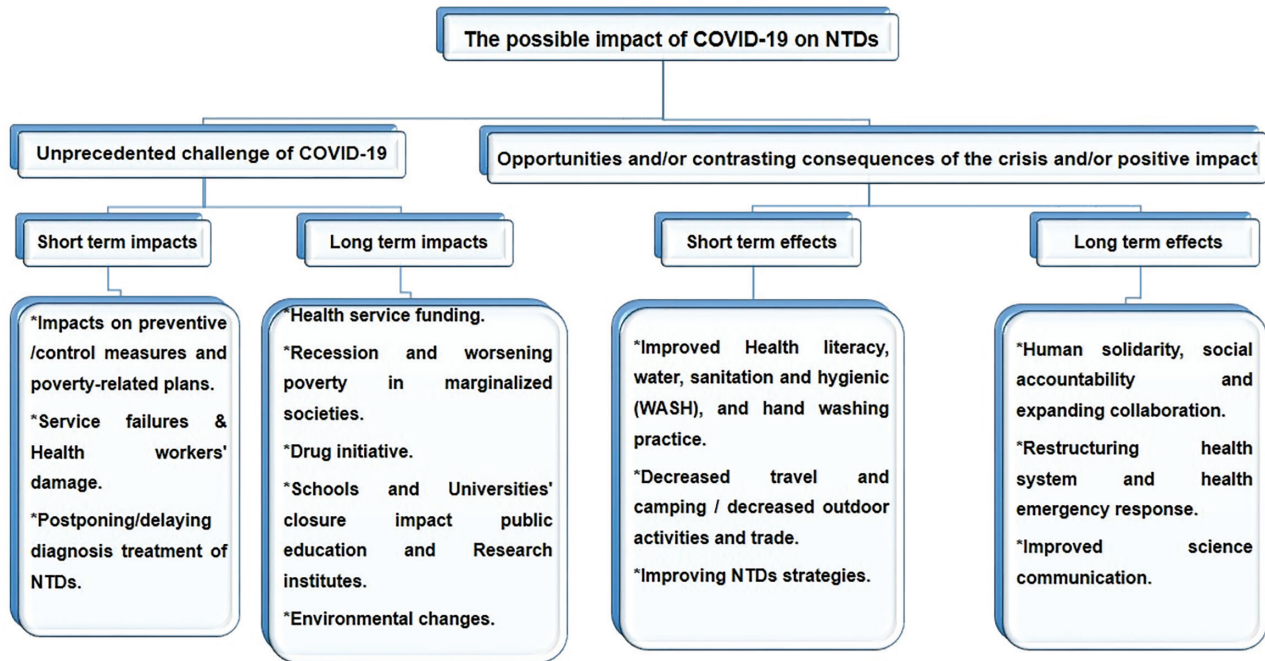 The possible impact of COVID-19 on NTDs
Unprecedented challenge of COVID-19
Opportunities and/or contrasting consequences of the crisis and/or positive impact
Short term impacts
Long term impacts
Short term effects
Long term effects
*Impacts on preventive
/control measures and
poverty-related plans.
*Service failures &
Health workers'
damage.
*Postponing/delaying
diagnosis treatment of
NTDs.
*Health service funding.
*Recession and worsening
poverty in marginalized
societies.
*Drug initiative.
*Schools and Universities'
closure impact public
education and Research
institutes.
*Environmental changes.
*Improved Health literacy,
water, sanitation and hygienic
(WASH), and hand washing
practice.
*Decreased travel and
camping / decreased outdoor
activities and trade.
*Improving NTDs strategies.
*Human solidarity, social
accountability and
expanding collaboration.
*Restructuring health
system and health
emergency response.
*Improved science
communication.